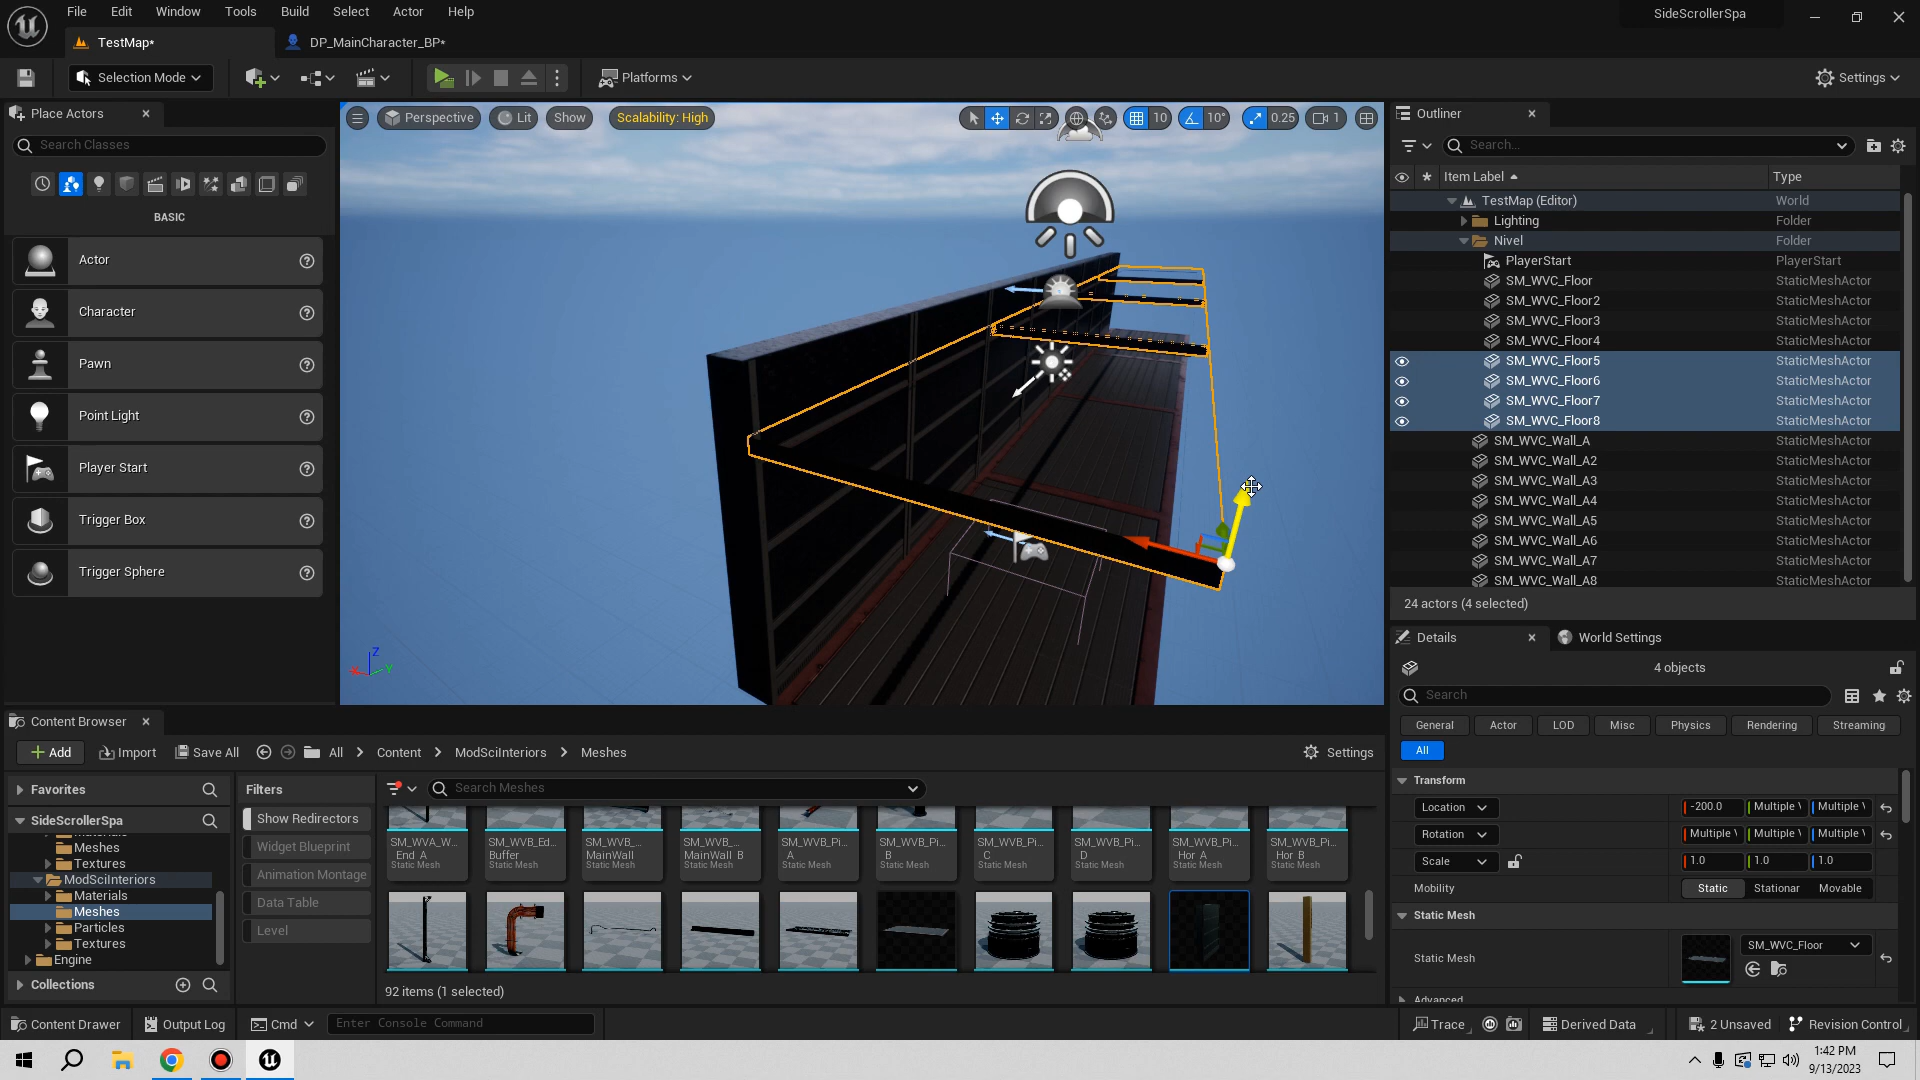 File Edit Window Tools Build Select Actor Help
SideScrollerSpa
TestMap*
DP_MainCharacter_BP*
Selection Mode
Platforms
Settings
Place Actors
Search Classes
BASIC
Actor
Character
Pawn
Point Light
Player Start
Trigger Box
Trigger Sphere
Perspective
Lit
Show
Scalability: High
10
10°
0.25
1
Z
X
Y
Outliner
Search...
Item Label
Type
TestMap (Editor) World
Lighting Folder
Nivel Folder
PlayerStart PlayerStart
SM_WVC_Floor StaticMeshActor
SM_WVC_Floor2 StaticMeshActor
SM_WVC_Floor3 StaticMeshActor
SM_WVC_Floor4 StaticMeshActor
SM_WVC_Floor5 StaticMeshActor
SM_WVC_Floor6 StaticMeshActor
SM_WVC_Floor7 StaticMeshActor
SM_WVC_Floor8 StaticMeshActor
SM_WVC_Wall_A StaticMeshActor
SM_WVC_Wall_A2 StaticMeshActor
SM_WVC_Wall_A3 StaticMeshActor
SM_WVC_Wall_A4 StaticMeshActor
SM_WVC_Wall_A5 StaticMeshActor
SM_WVC_Wall_A6 StaticMeshActor
SM_WVC_Wall_A7 StaticMeshActor
SM_WVC_Wall_A8 StaticMeshActor
24 actors (4 selected)
Details
World Settings
4 objects
Search
General Actor LOD Misc Physics Rendering Streaming
All
Transform
Location -200.0 Multiple V Multiple V
Rotation Multiple V Multiple V Multiple V
Scale 1.0 1.0 1.0
Mobility Static Stationar Movable
Static Mesh
Static Mesh SM_WVC_Floor
Advanced
Content Browser
Add Import Save All All Content ModSciInteriors Meshes Settings
Favorites
SideScrollerSpa
Materials
Meshes
Textures
ModSciInteriors
Materials
Meshes
Particles
Textures
Engine
Collections
Filters
Show Redirectors
Widget Blueprint
Animation Montage
Data Table
Level
Search Meshes
SM_WVA_W... End_A Static Mesh
SM_WVB_Ed... Buffer Static Mesh
SM_WVB_... MainWall Static Mesh
SM_WVB_... MainWall_B Static Mesh
SM_WVB_Pi... A Static Mesh
SM_WVB_Pi... B Static Mesh
SM_WVB_Pi... C Static Mesh
SM_WVB_Pi... D Static Mesh
SM_WVB_Pi... Hor_A Static Mesh
SM_WVB_Pi... Hor_B Static Mesh
92 items (1 selected)
Content Drawer Output Log Cmd Enter Console Command
Trace Derived Data 2 Unsaved Revision Control
1:42 PM
9/13/2023